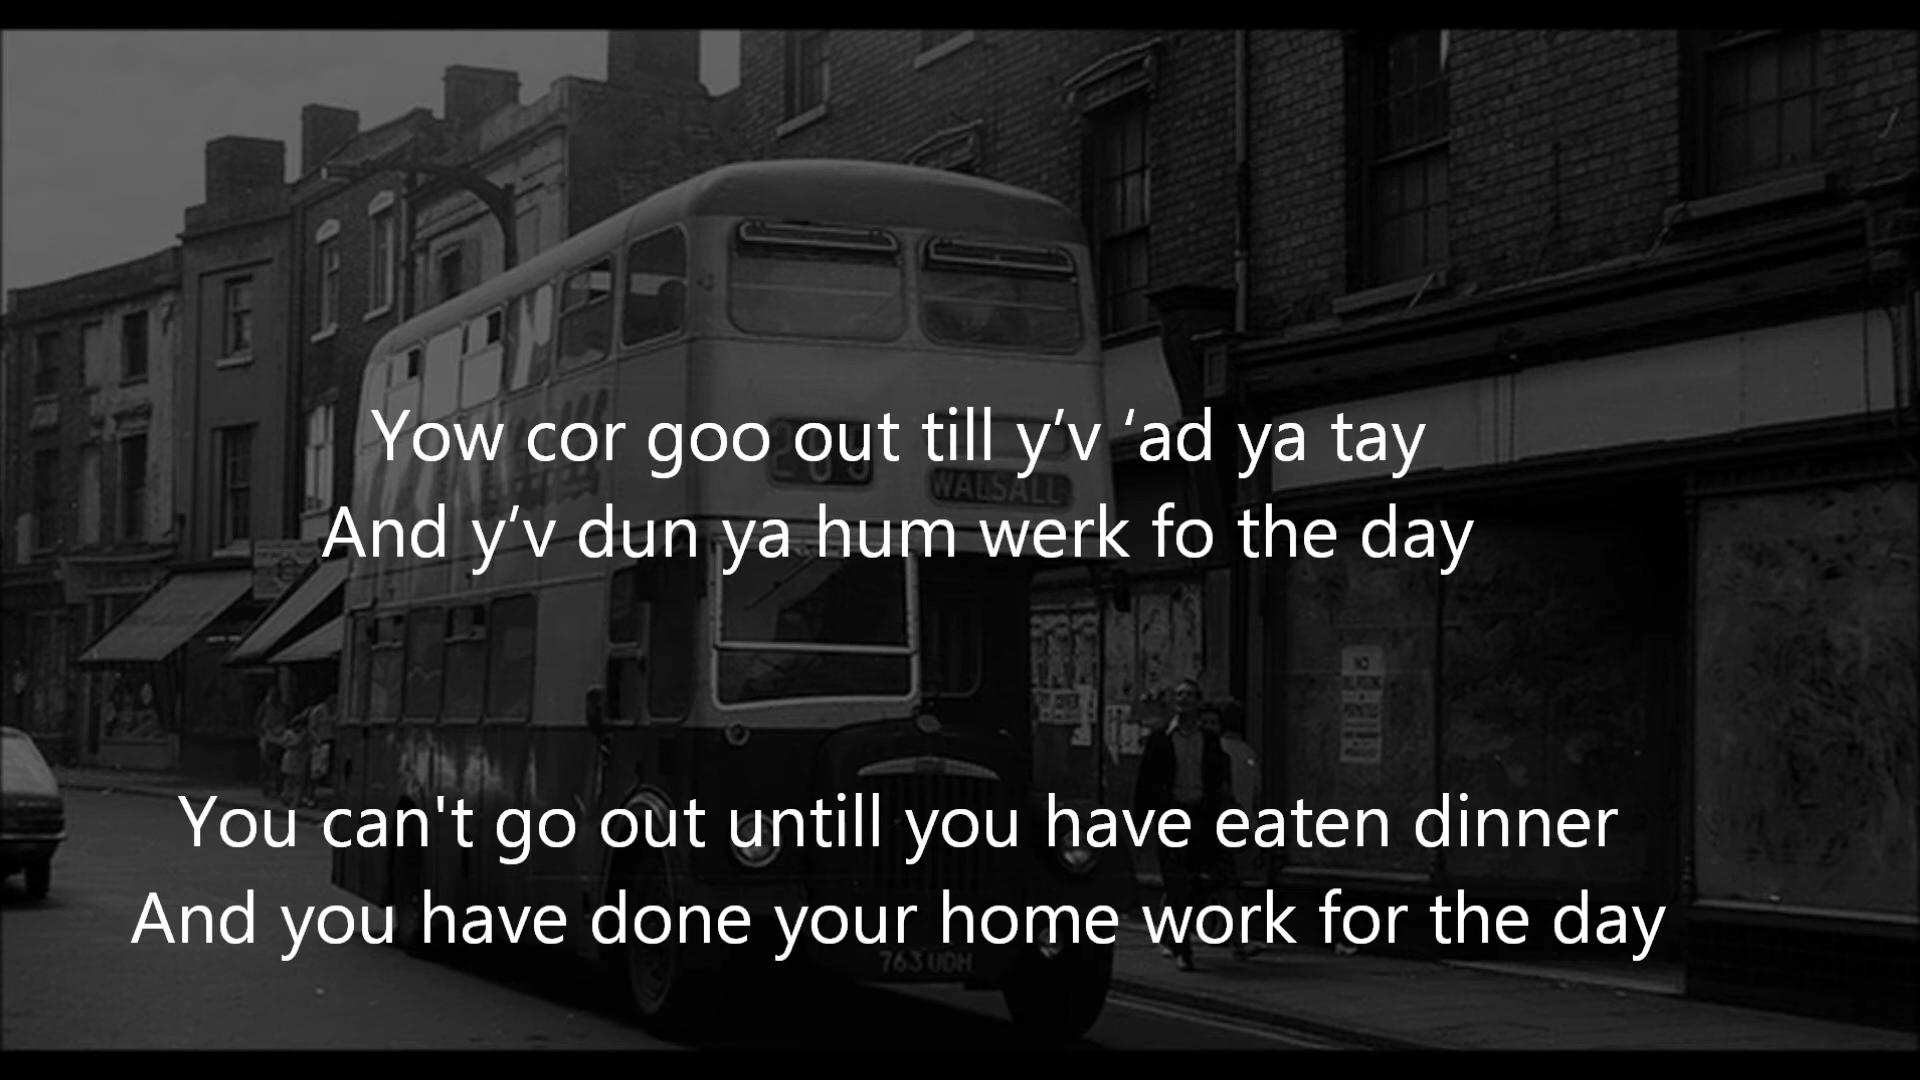 Yow cor goo out till y’v ‘ad ya tay
WALSALL
And y’v dun ya hum werk fo the day
NO
You can't go out untill you have eaten dinner
And you have done your home work for the day
763 UDH